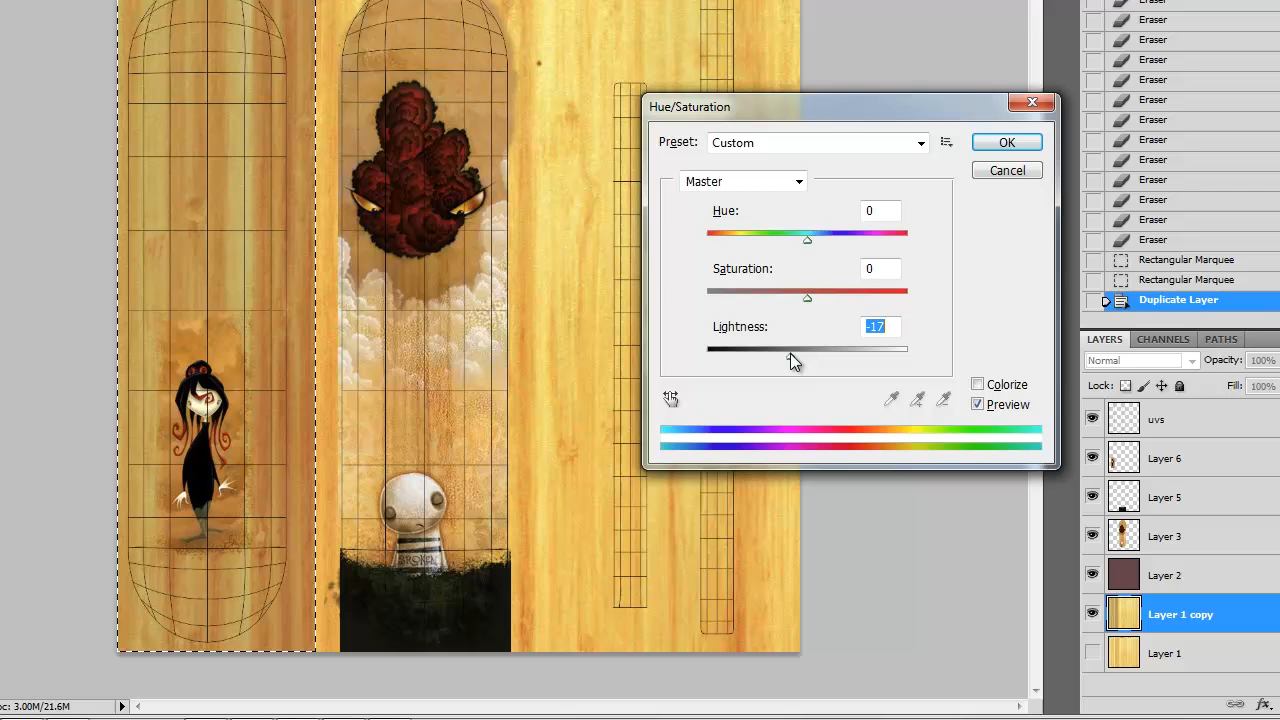 Eraser
Eraser
Eraser
Eraser
Eraser
Eraser
Eraser
Eraser
Eraser
Eraser
Eraser
Eraser
Eraser
Rectangular Marquee
Rectangular Marquee
Duplicate Layer
Hue/Saturation
Preset: Custom
OK
Cancel
Master
Hue: 0
Saturation: 0
Lightness: -17
Colorize
Preview
LAYERS CHANNELS PATHS
Normal Opacity: 100%
Lock: Fill: 100%
uvs
Layer 6
Layer 5
Layer 3
Layer 2
Layer 1 copy
Layer 1
BROKEN
oc: 3.00M/21.6M
fx